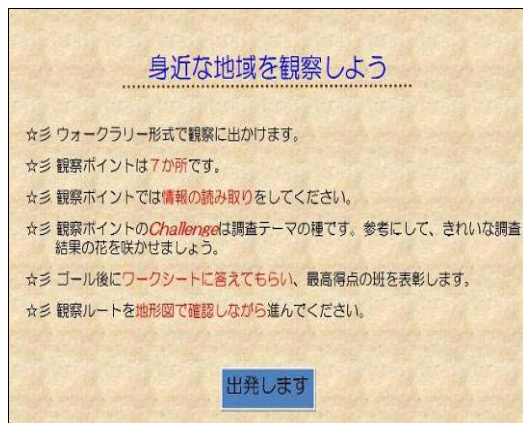 身近な地域を観察しよう
☆彡 ウォークラリー形式で観察に出かけます。
☆彡 観察ポイントは７か所です。
☆彡 観察ポイントでは情報の読み取りをしてください。
☆彡 観察ポイントのChallengeは調査テーマの種です。参考にして、きれいな調査
結果の花を咲かせましょう。
☆彡 ゴール後にワークシートに答えてもらい、最高得点の班を表彰します。
☆彡 観察ルートを地形図で確認しながら進んでください。
出発します